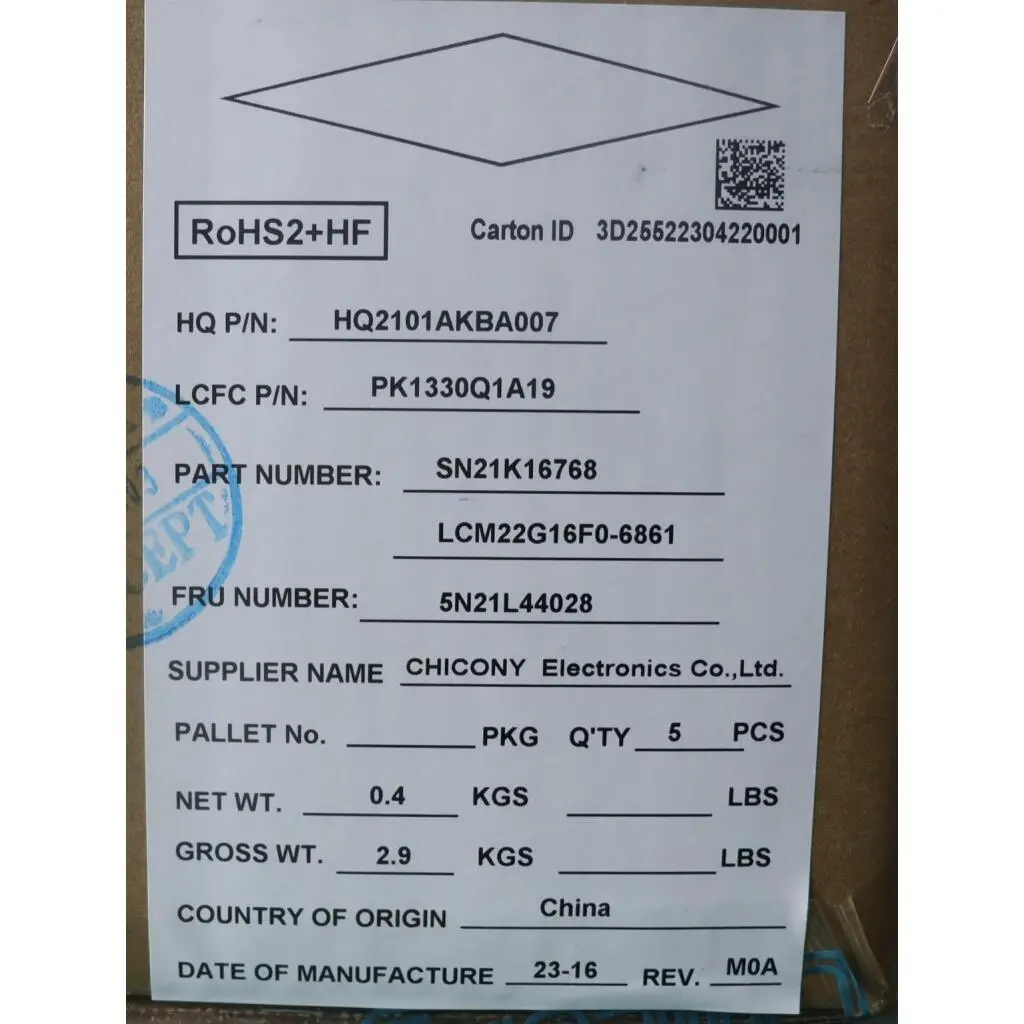 RoHS2+HF
Carton ID 3D25522304220001
HQ P/N: HQ2101AKBA007
LCFC P/N: PK1330Q1A19
PART NUMBER: SN21K16768
LCM22G16F0-6861
FRU NUMBER: 5N21L44028
SUPPLIER NAME CHICONY Electronics Co.,Ltd.
PALLET No. PKG Q'TY 5 PCS
NET WT. 0.4 KGS LBS
GROSS WT. 2.9 KGS LBS
COUNTRY OF ORIGIN China
DATE OF MANUFACTURE 23-16 REV. M0A